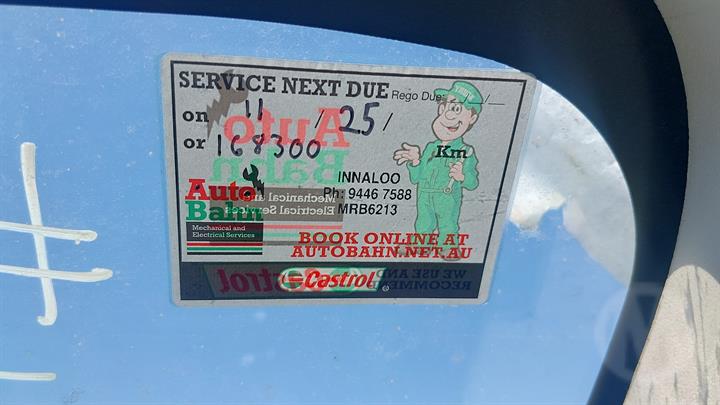 SERVICE NEXT DUE Rego Due: /
on 11 / 25 /
or 168300 Km
INNALOO
Ph: 9446 7588
MRB6213
Auto
Bahn
Mechanical and
Electrical Services
BOOK ONLINE AT
AUTOBAHN.NET.AU
Castrol